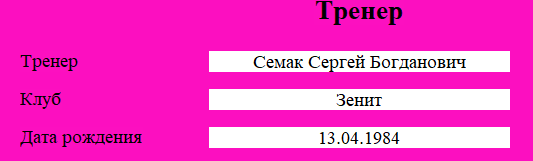 Тренер
Тренер Семак Сергей Богданович
Клуб Зенит
Дата рождения 13.04.1984